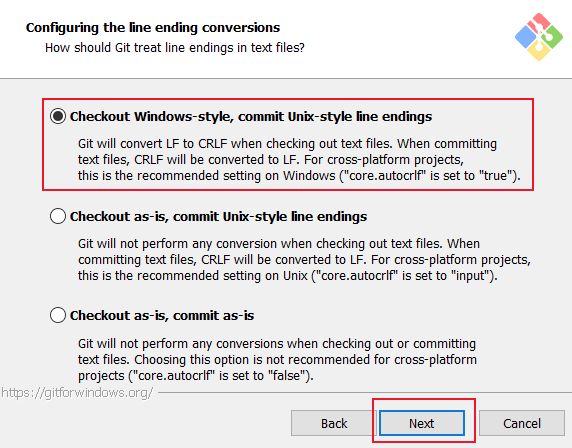 Configuring the line ending conversions
How should Git treat line endings in text files?
Checkout Windows-style, commit Unix-style line endings
Git will convert LF to CRLF when checking out text files. When committing
text files, CRLF will be converted to LF. For cross-platform projects,
this is the recommended setting on Windows ("core.autocrlf" is set to "true").
Checkout as-is, commit Unix-style line endings
Git will not perform any conversion when checking out text files. When
committing text files, CRLF will be converted to LF. For cross-platform projects,
this is the recommended setting on Unix ("core.autocrlf" is set to "input").
Checkout as-is, commit as-is
Git will not perform any conversions when checking out or committing
text files. Choosing this option is not recommended for cross-platform
projects ("core.autocrlf" is set to "false").
https://gitforwindows.org/
Back Next Cancel